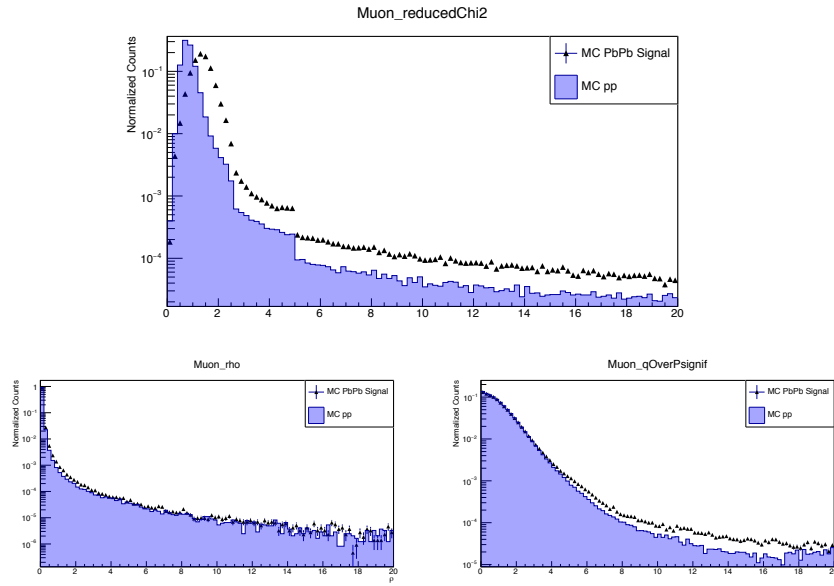 Muon_reducedChi2
Normalized Counts
MC PbPb Signal
MC pp
10⁻¹
10⁻²
10⁻³
10⁻⁴
0 2 4 6 8 10 12 14 16 18 20
Muon_rho
Normalized Counts
MC PbPb Signal
MC pp
1
10⁻¹
10⁻²
10⁻³
10⁻⁴
10⁻⁵
10⁻⁶
0 2 4 6 8 10 12 14 16 18 20
ρ
Muon_qOverPsignif
Normalized Counts
MC PbPb Signal
MC pp
10⁻¹
10⁻²
10⁻³
10⁻⁴
10⁻⁵
10⁻⁶
0 2 4 6 8 10 12 14 16 18 20